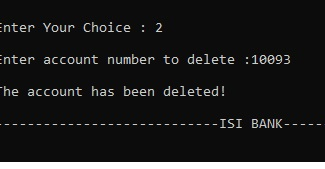 Enter Your Choice : 2
Enter account number to delete :10093
The account has been deleted!
----------------------------ISI BANK-----